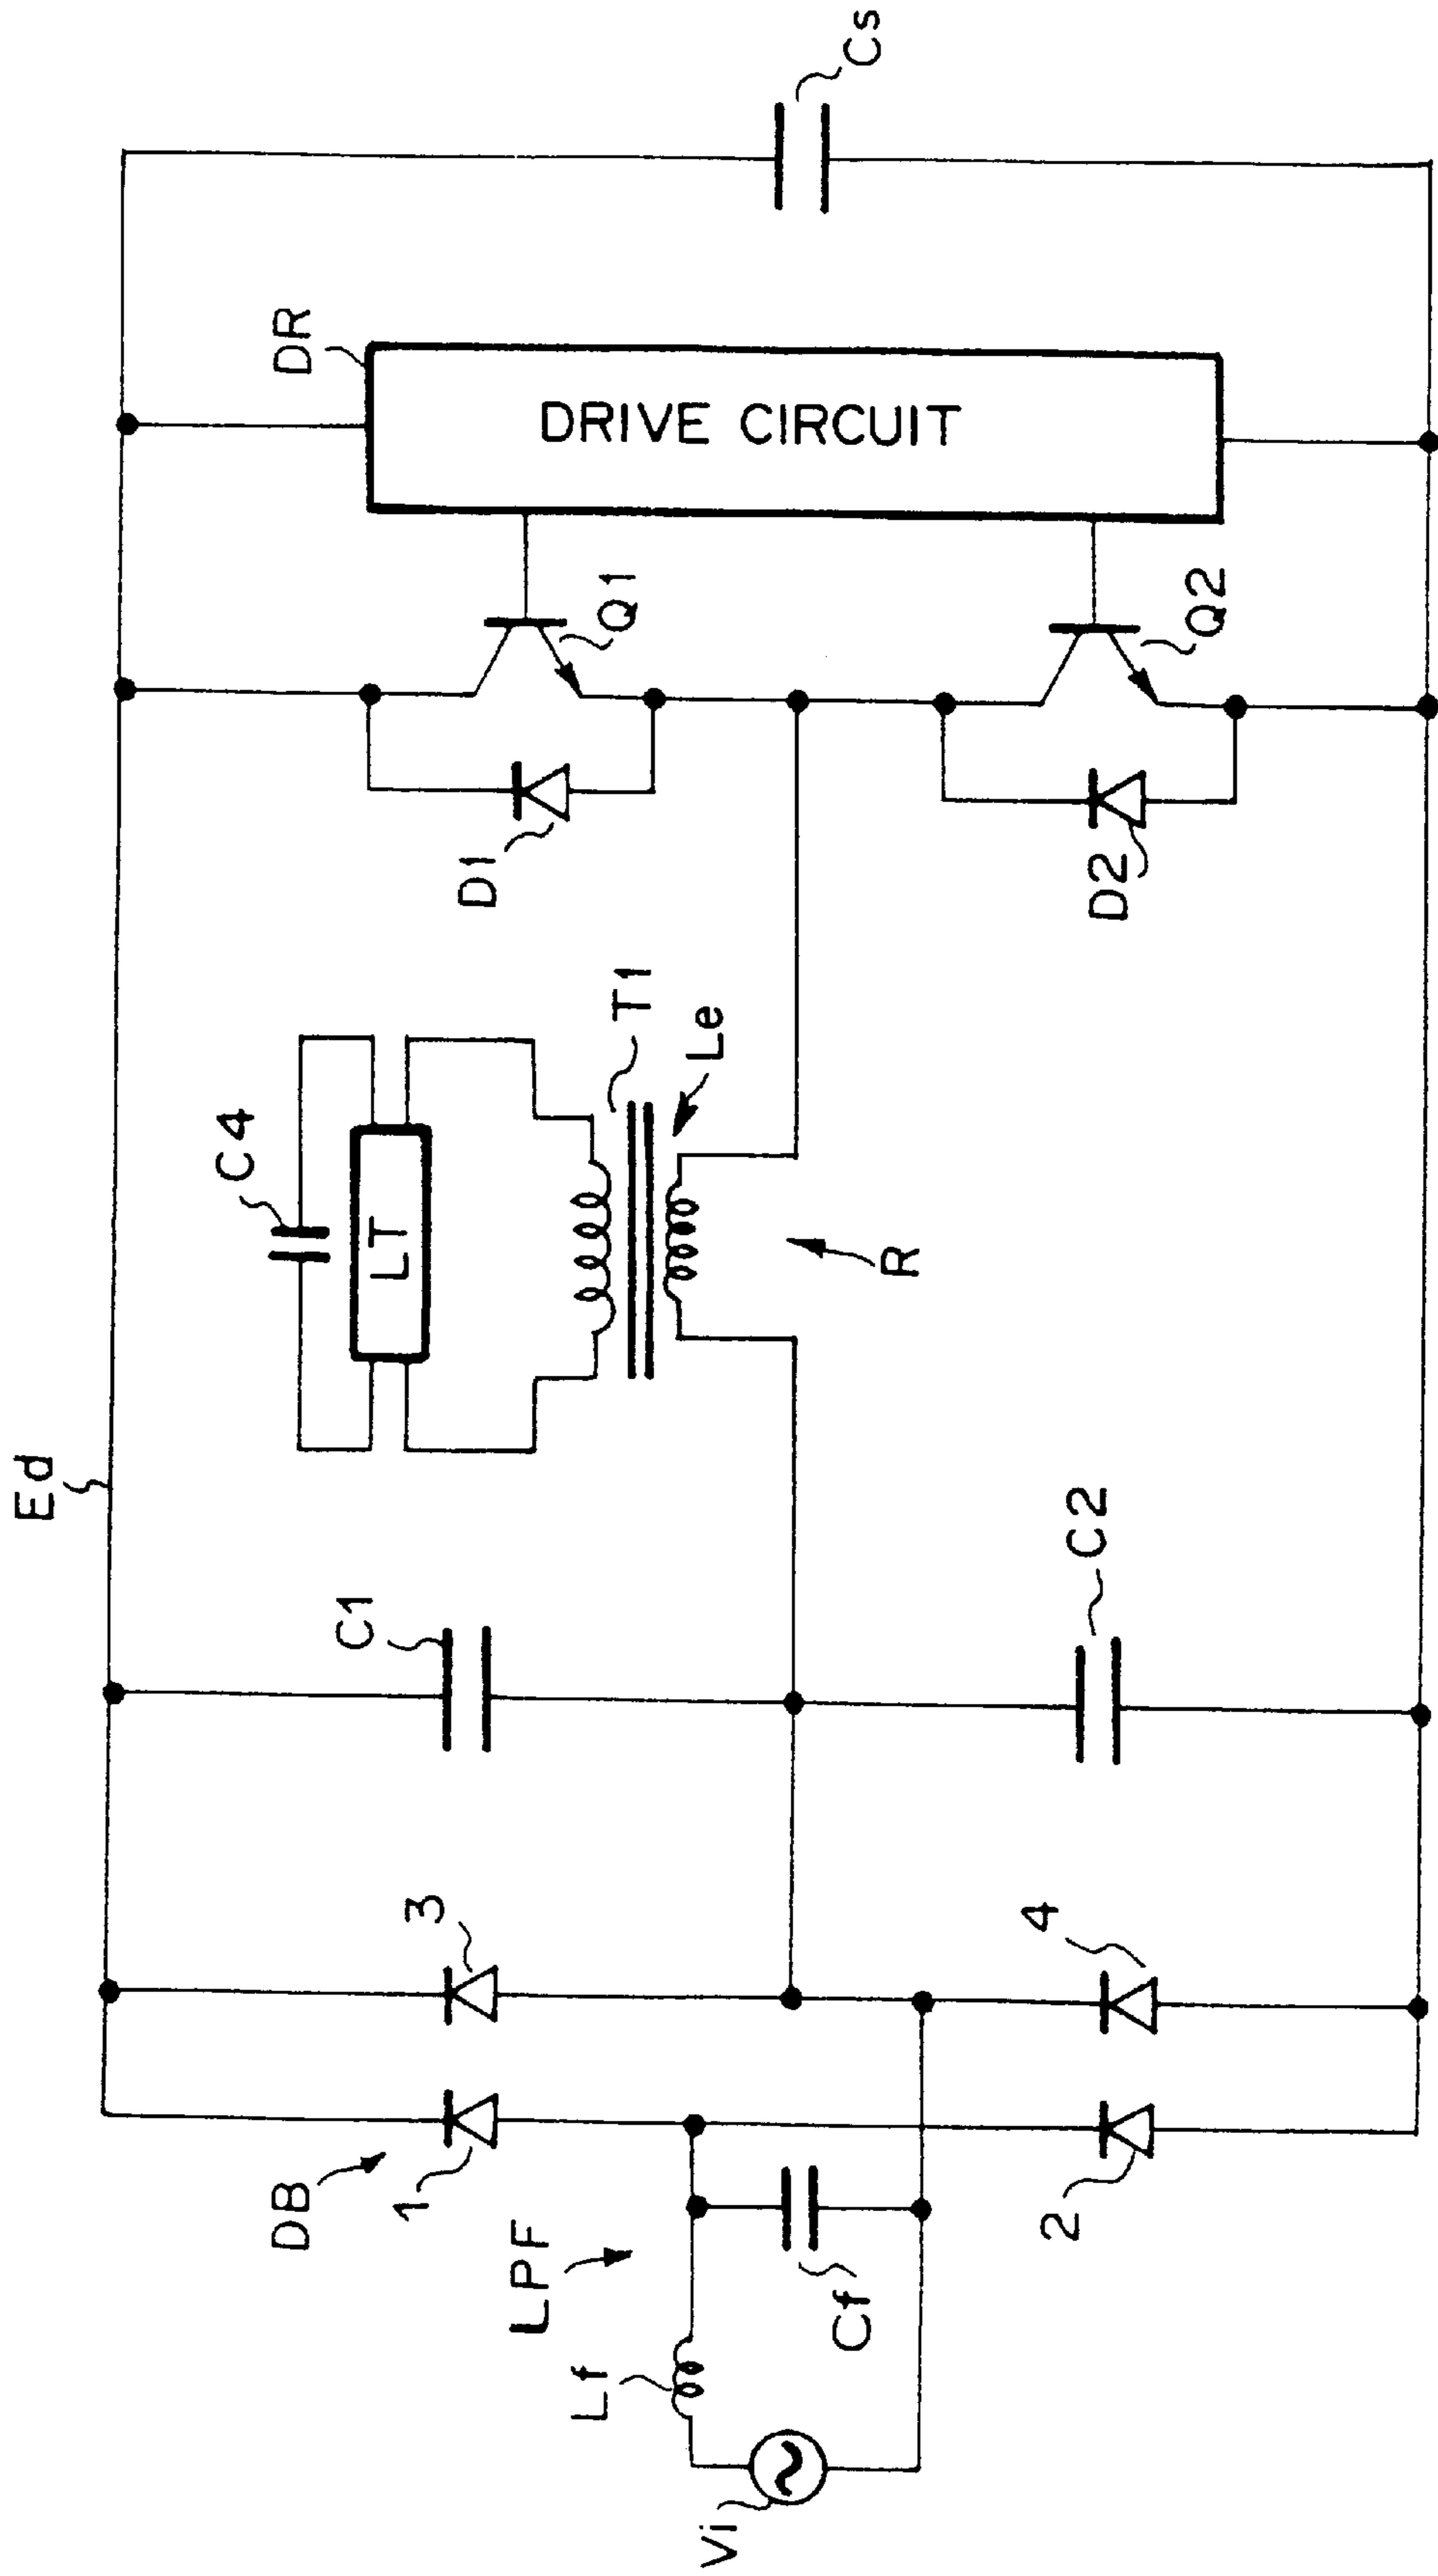 Ed
C4
LT
T1
Le
R
DR
DRIVE CIRCUIT
Q1
D1
Q2
D2
Cs
C1
C2
DB
1
3
LPF
2
4
Lf
Cf
Vi